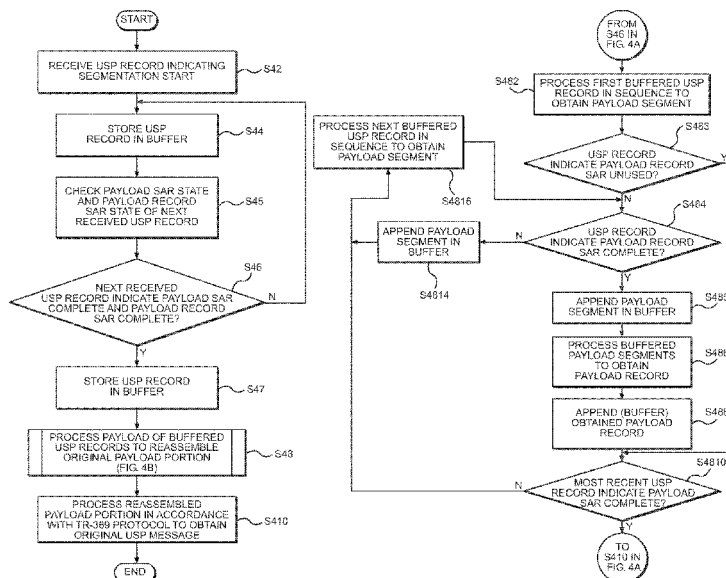 START
RECEIVE USP RECORD INDICATING
SEGMENTATION START
S42
STORE USP
RECORD IN BUFFER
S44
CHECK PAYLOAD SAR STATE
AND PAYLOAD RECORD
SAR STATE OF NEXT
RECEIVED USP RECORD
S45
NEXT RECEIVED
USP RECORD INDICATE PAYLOAD SAR
COMPLETE AND PAYLOAD RECORD
SAR COMPLETE?
S46
N
Y
STORE USP RECORD
IN BUFFER
S47
PROCESS PAYLOAD OF BUFFERED
USP RECORDS TO REASSEMBLE
ORIGINAL PAYLOAD PORTION
(FIG. 4B)
S48
PROCESS REASSEMBLED
PAYLOAD PORTION IN ACCORDANCE
WITH TR-369 PROTOCOL TO OBTAIN
ORIGINAL USP MESSAGE
S410
END
FROM
S46 IN
FIG. 4A
S482
PROCESS FIRST BUFFERED USP
RECORD IN SEQUENCE TO
OBTAIN PAYLOAD SEGMENT
S483
USP RECORD
INDICATE PAYLOAD RECORD
SAR UNUSED?
Y
N
PROCESS NEXT BUFFERED
USP RECORD IN
SEQUENCE TO OBTAIN
PAYLOAD SEGMENT
S4816
S484
USP RECORD
INDICATE PAYLOAD RECORD
SAR COMPLETE?
N
APPEND PAYLOAD
SEGMENT IN
BUFFER
S4814
Y
APPEND PAYLOAD
SEGMENT IN BUFFER
S485
PROCESS BUFFERED
PAYLOAD SEGMENTS
TO OBTAIN
PAYLOAD RECORD
APPEND (BUFFER)
OBTAINED PAYLOAD
RECORD
S4810
MOST RECENT USP
RECORD INDICATE PAYLOAD
SAR COMPLETE?
N
Y
TO
S410 IN
FIG. 4A